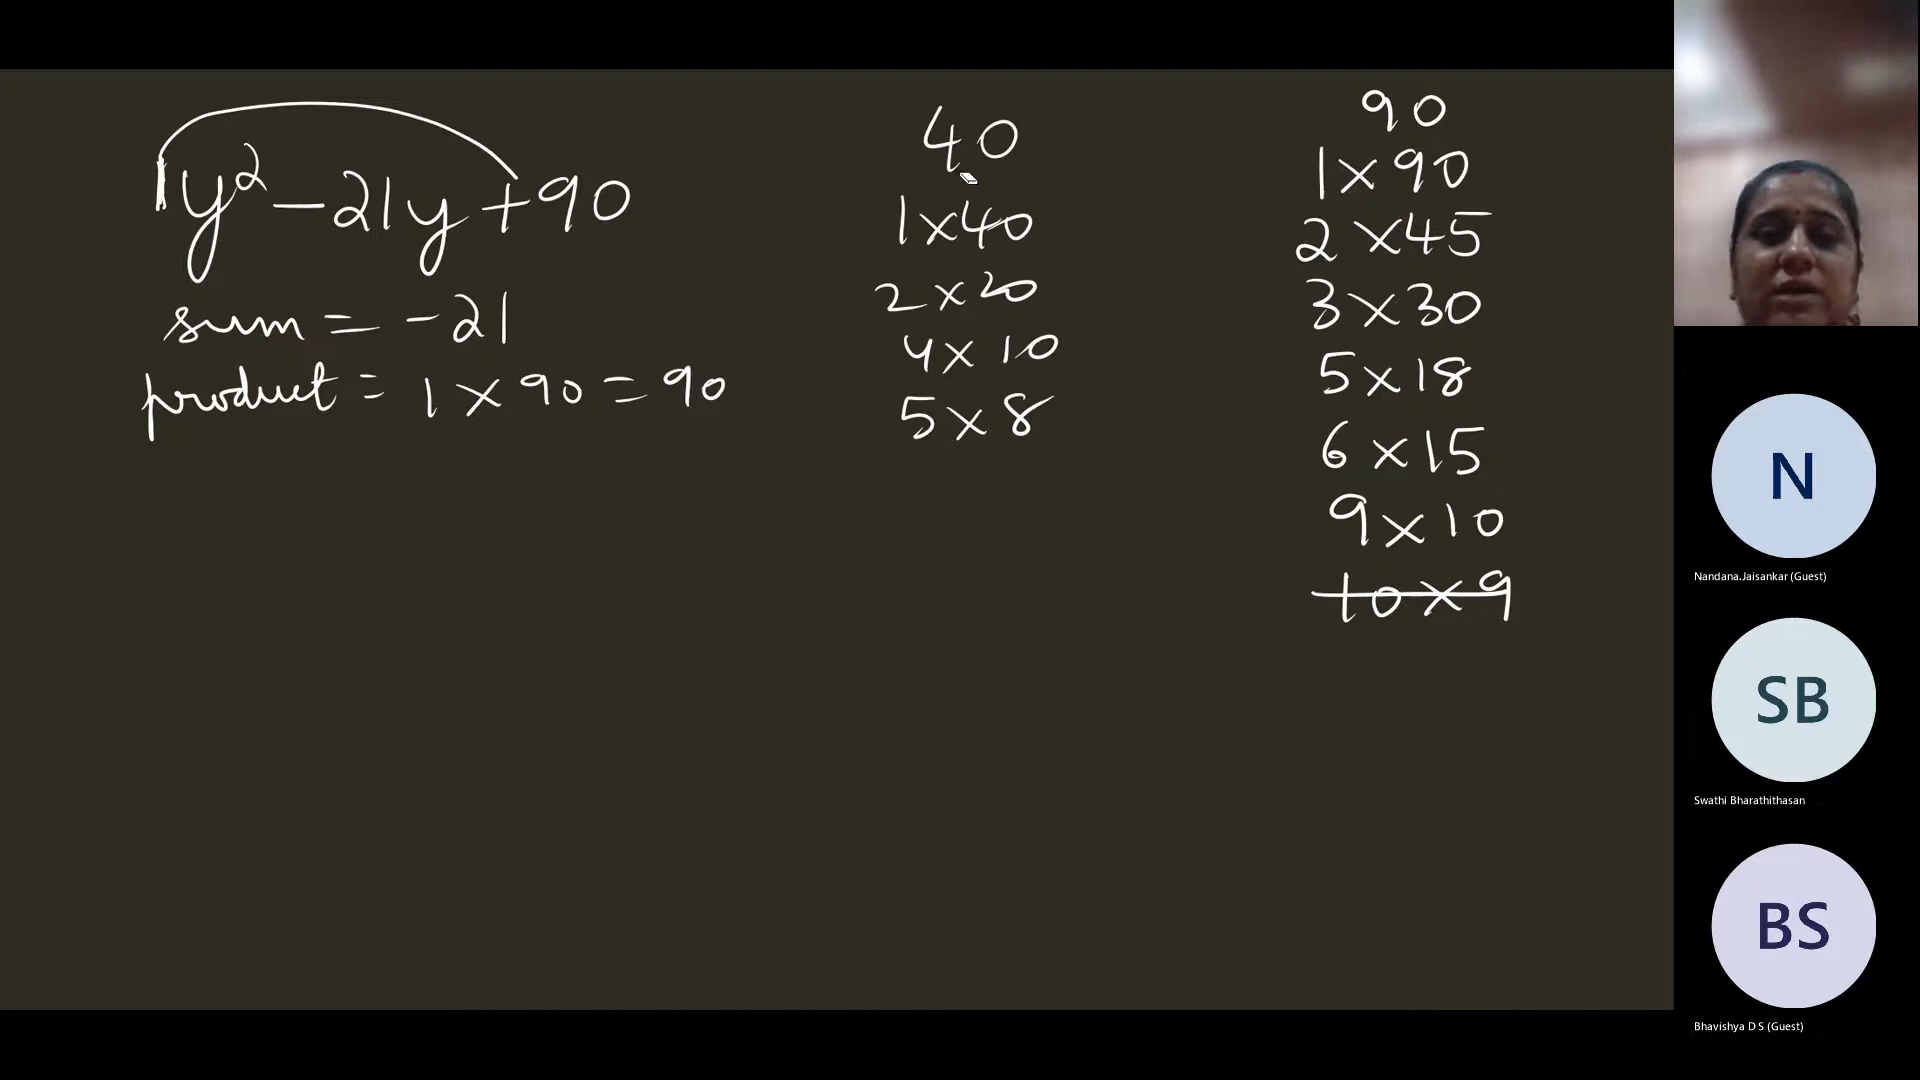 1y² - 21y + 90
sum = -21
product = 1 × 90 = 90
40
1 × 40
2 × 20
4 × 10
5 × 8
90
1 × 90
2 × 45
3 × 30
5 × 18
6 × 15
9 × 10
10 × 9
N
Nandana.Jaisankar (Guest)
SB
Swathi Bharathithasan
BS
Bhavishya D S (Guest)